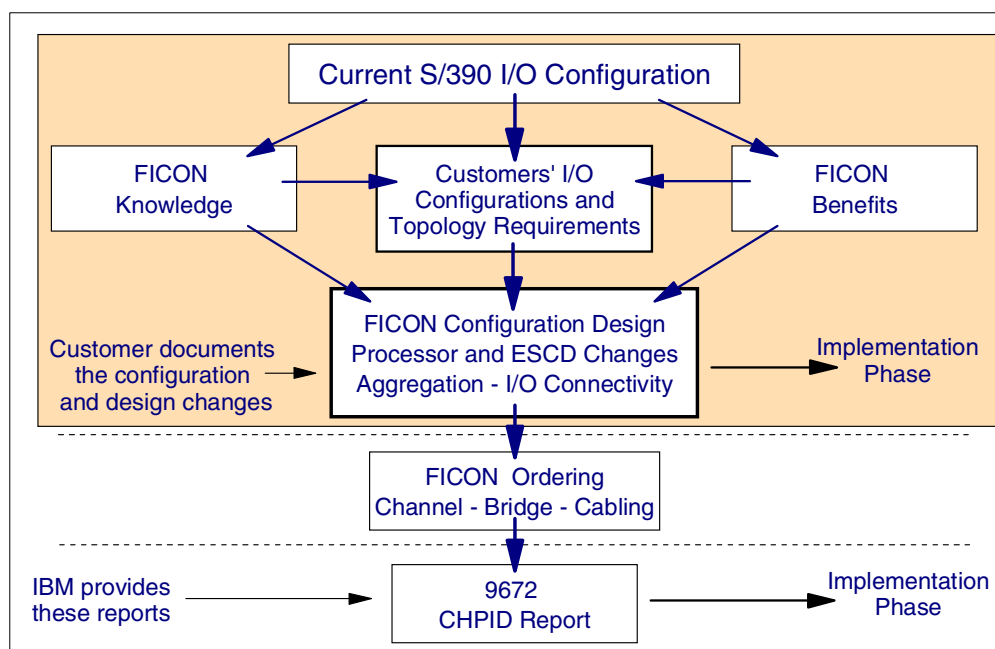 Current S/390 I/O Configuration
FICON
Knowledge
Customers' I/O
Configurations and
Topology Requirements
FICON
Benefits
FICON Configuration Design
Processor and ESCD Changes
Aggregation - I/O Connectivity
Customer documents
the configuration
and design changes
Implementation
Phase
FICON Ordering
Channel - Bridge - Cabling
IBM provides
these reports
9672
CHPID Report
Implementation
Phase